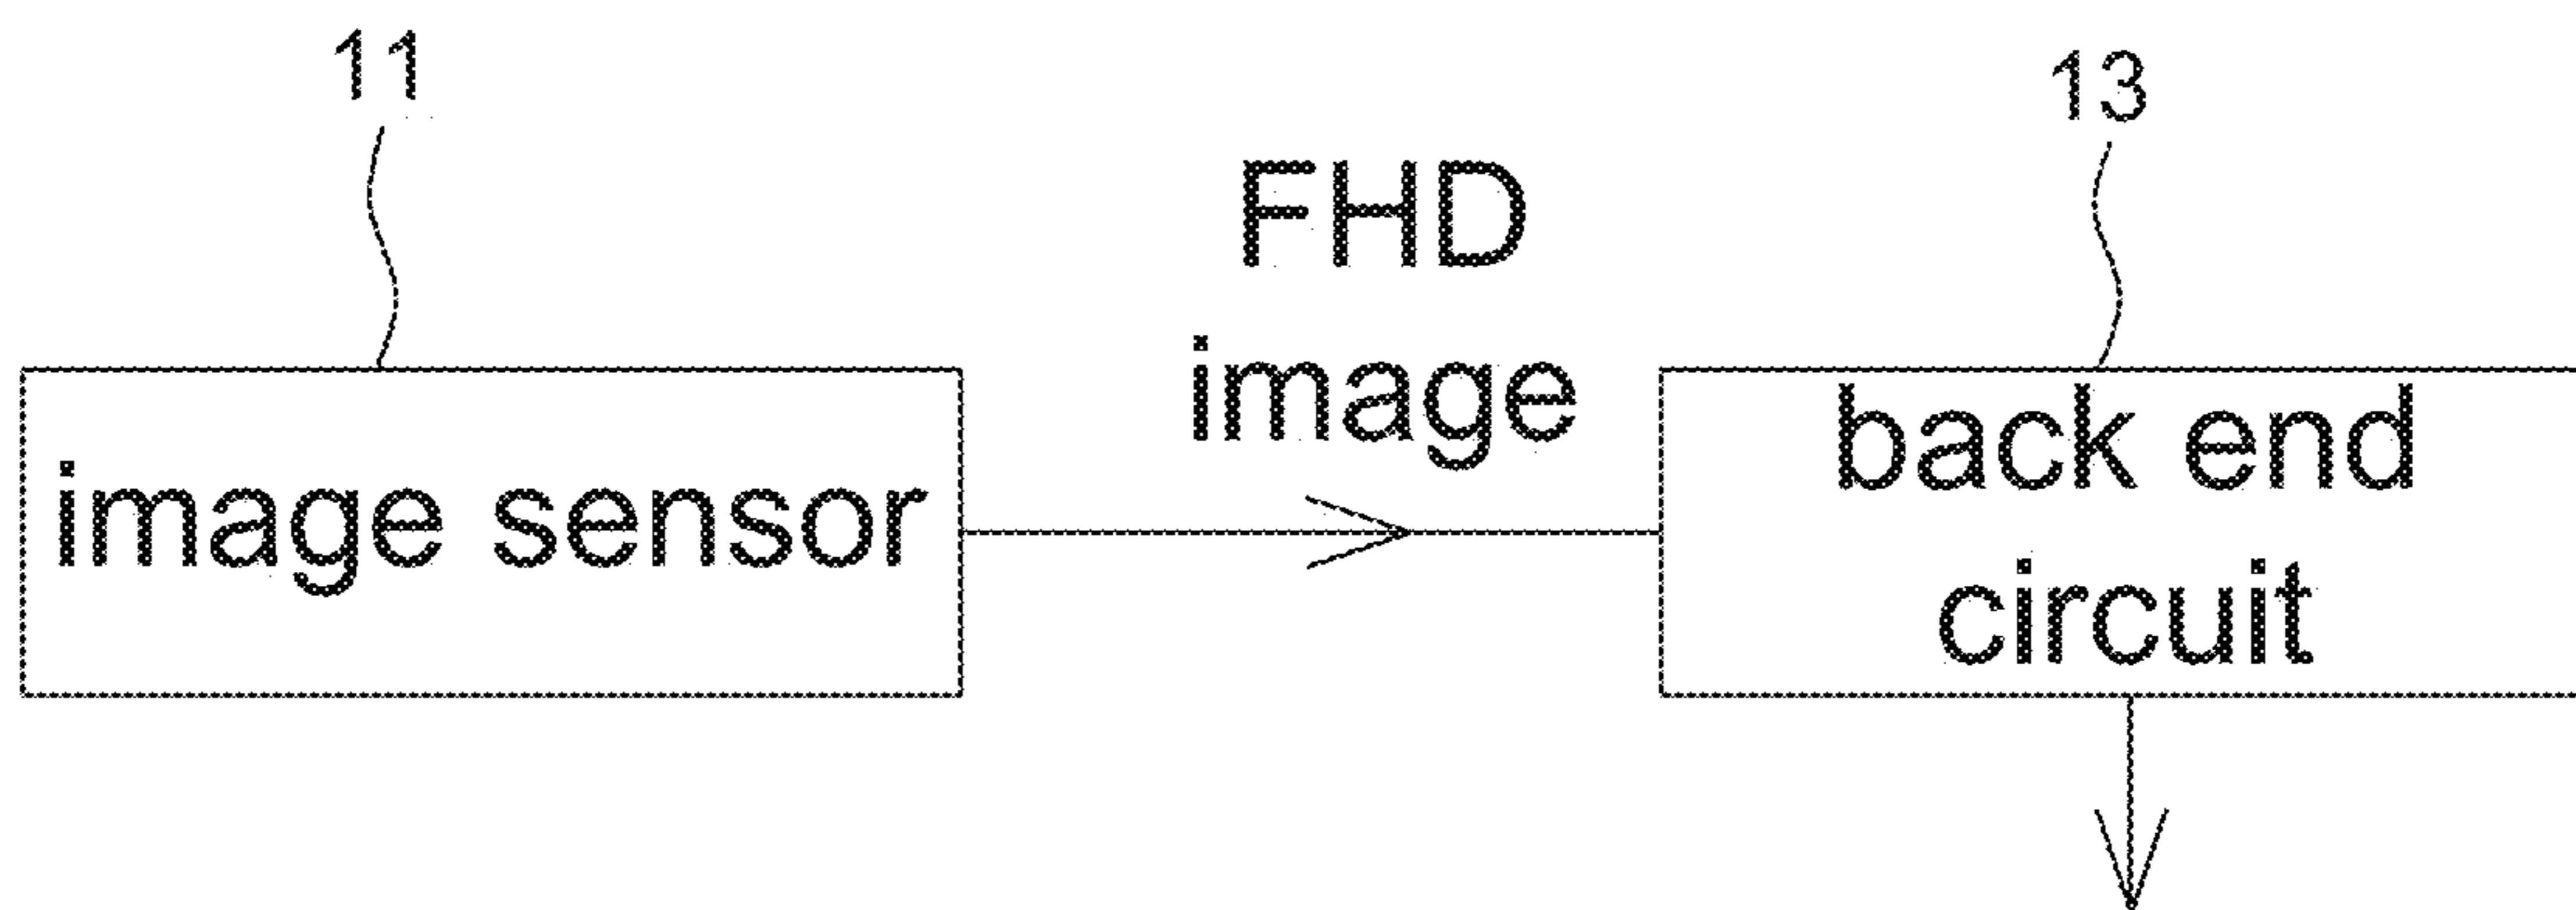 11
13
FHD
image
image sensor
back end
circuit